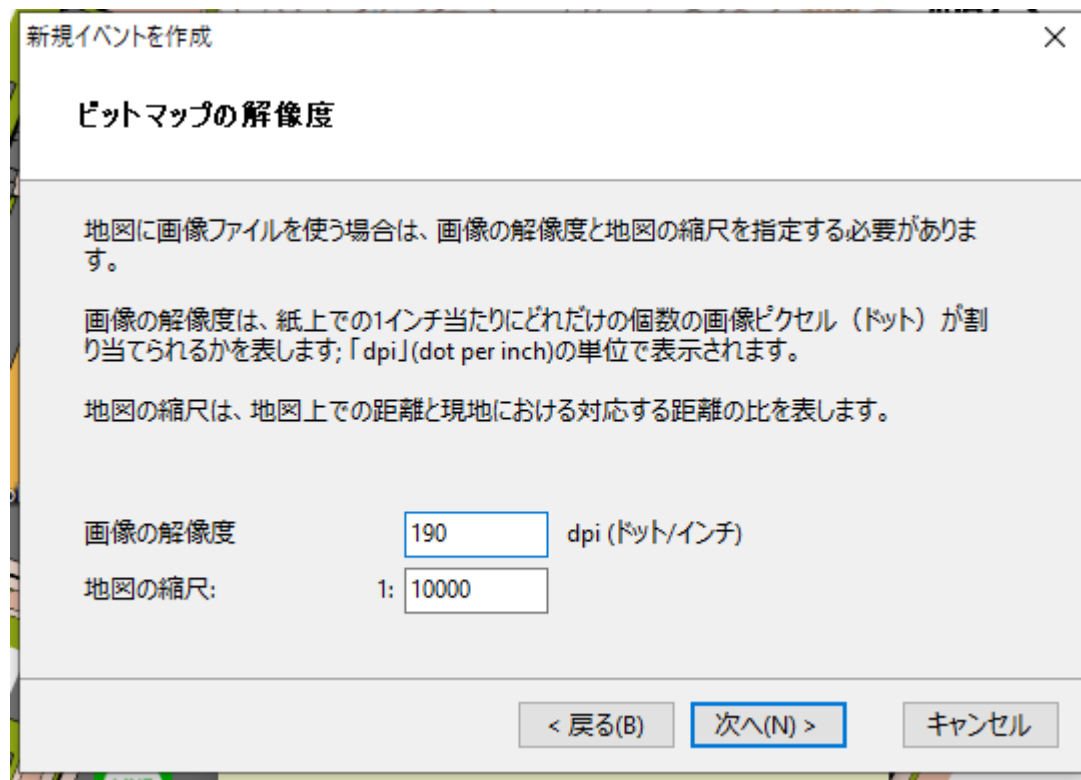 新規イベントを作成
ビットマップの解像度
地図に画像ファイルを使う場合は、画像の解像度と地図の縮尺を指定する必要がありま
す。
画像の解像度は、紙上での1インチ当たりにどれだけの個数の画像ピクセル（ドット）が割
り当てられるかを表します;「dpi」(dot per inch)の単位で表示されます。
地図の縮尺は、地図上での距離と現地における対応する距離の比を表します。
画像の解像度 190 dpi (ドット/インチ)
地図の縮尺: 1: 10000
< 戻る(B) 次へ(N) > キャンセル